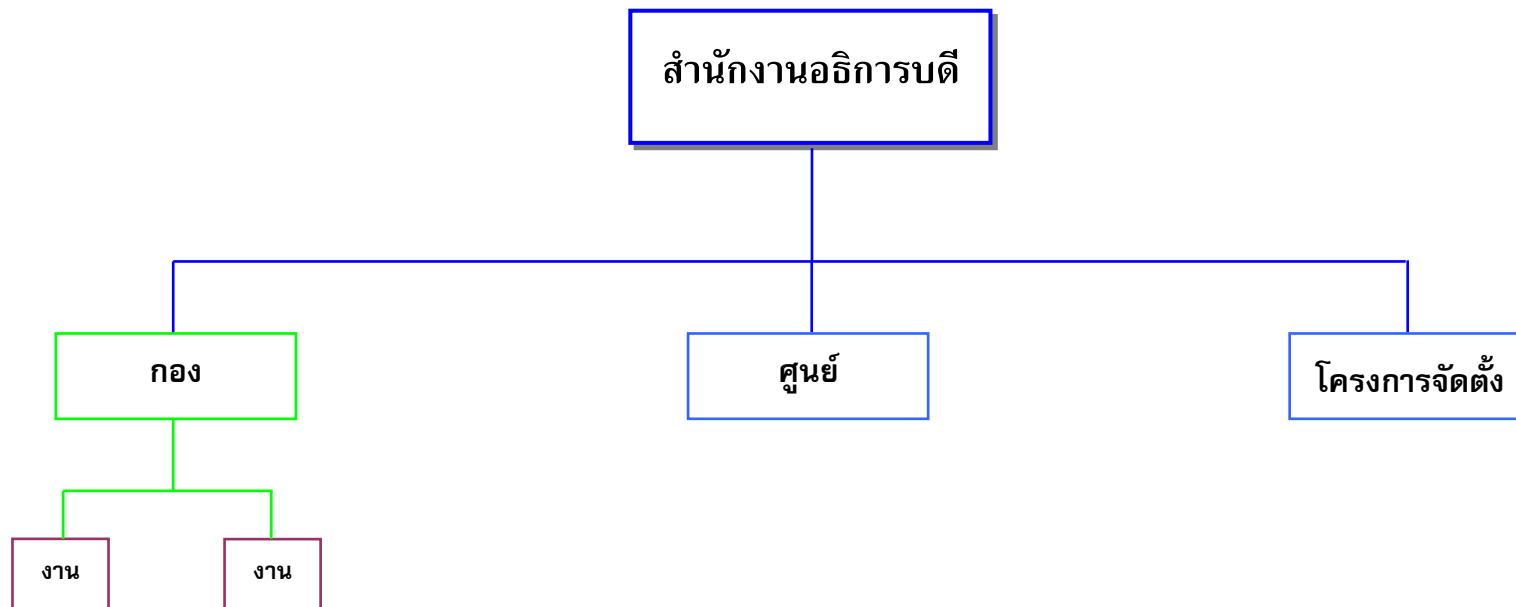 สำนักงานอธิการบดี
กอง
ศูนย์
โครงการจัดตั้ง
งาน
งาน